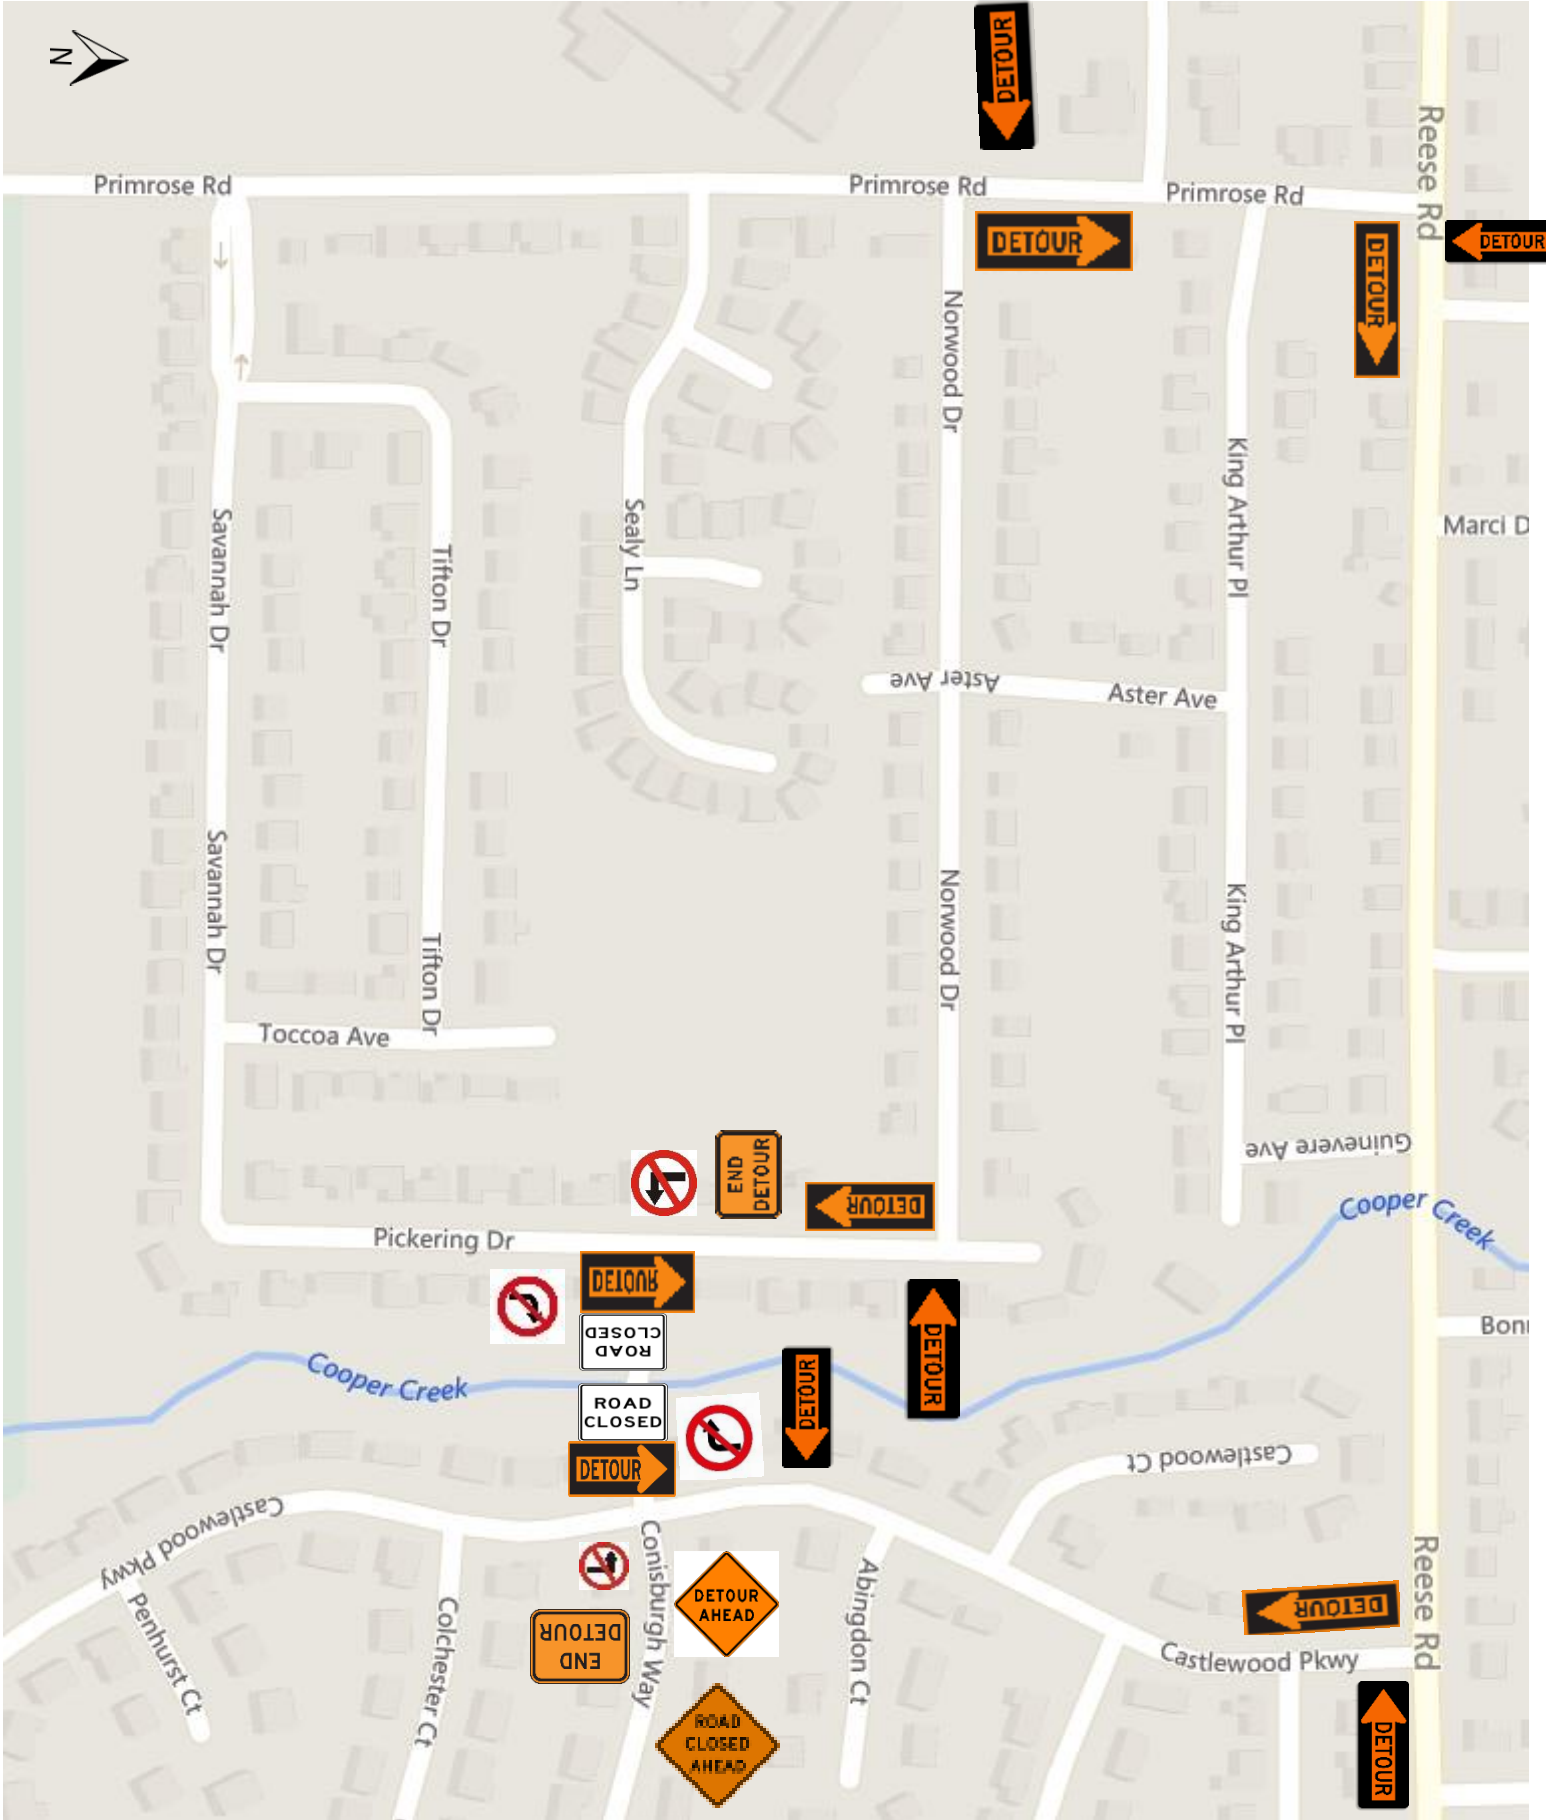 N
DETOUR
Reese Rd
Primrose Rd
Primrose Rd
Primrose Rd
DETOUR
DETOUR
DETOUR
Norwood Dr
King Arthur Pl
Savannah Dr
Tifton Dr
Sealy Ln
Marci D
Aster Ave
Aster Ave
Savannah Dr
Tifton Dr
Norwood Dr
King Arthur Pl
Toccoa Ave
Guinevere Ave
END
DETOUR
DETOUR
Cooper Creek
Pickering Dr
DETOUR
ROAD
CLOSED
DETOUR
Bon
Cooper Creek
ROAD
CLOSED
DETOUR
DETOUR
Castlewood Ct
Castlewood Pkwy
Penhurst Ct
Colchester Ct
Conisburgh Way
Abingdon Ct
DETOUR
AHEAD
END
DETOUR
ROAD
CLOSED
AHEAD
DETOUR
Reese Rd
Castlewood Pkwy
DETOUR